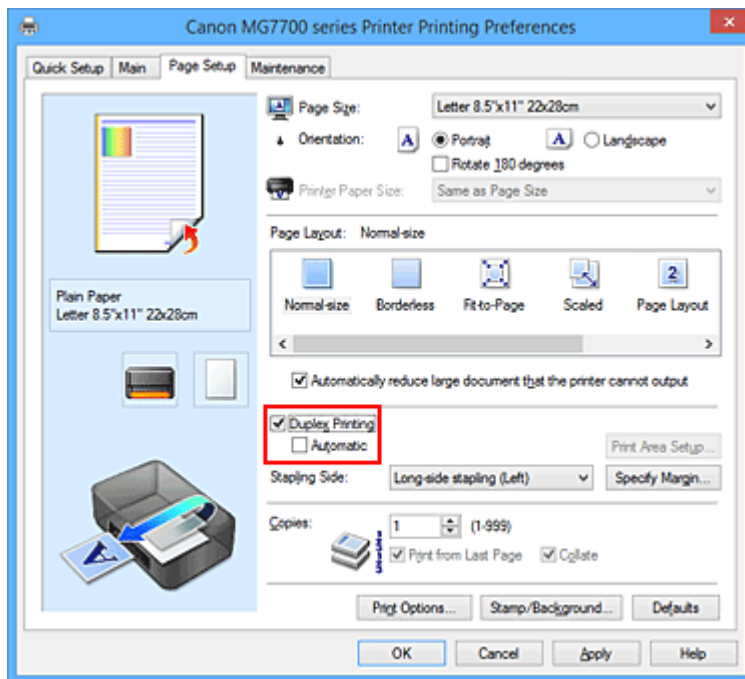 Canon MG7700 series Printer Printing Preferences
Quick Setup Main Page Setup Maintenance
Page Size: Letter 8.5"x11" 22x28cm
Orientation: A Portrait A Landscape
Rotate 180 degrees
Printer Paper Size: Same as Page Size
Page Layout: Normal-size
2
Normal-size Borderless Fit-to-Page Scaled Page Layout
Plain Paper
Letter 8.5"x11" 22x28cm
Automatically reduce large document that the printer cannot output
Duplex Printing
Automatic
Print Area Setup...
Stapling Side: Long-side stapling (Left) Specify Margin...
Copies: 1 (1-999)
Print from Last Page Collate
A
Print Options... Stamp/Background... Defaults
OK Cancel Apply Help